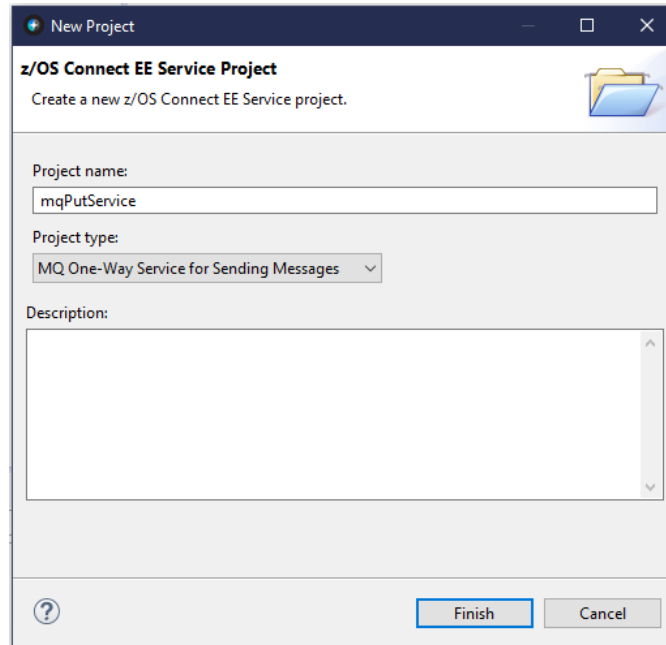 New Project
z/OS Connect EE Service Project
Create a new z/OS Connect EE Service project.
Project name:
mqPutService
Project type:
MQ One-Way Service for Sending Messages
Description:
?
Finish
Cancel